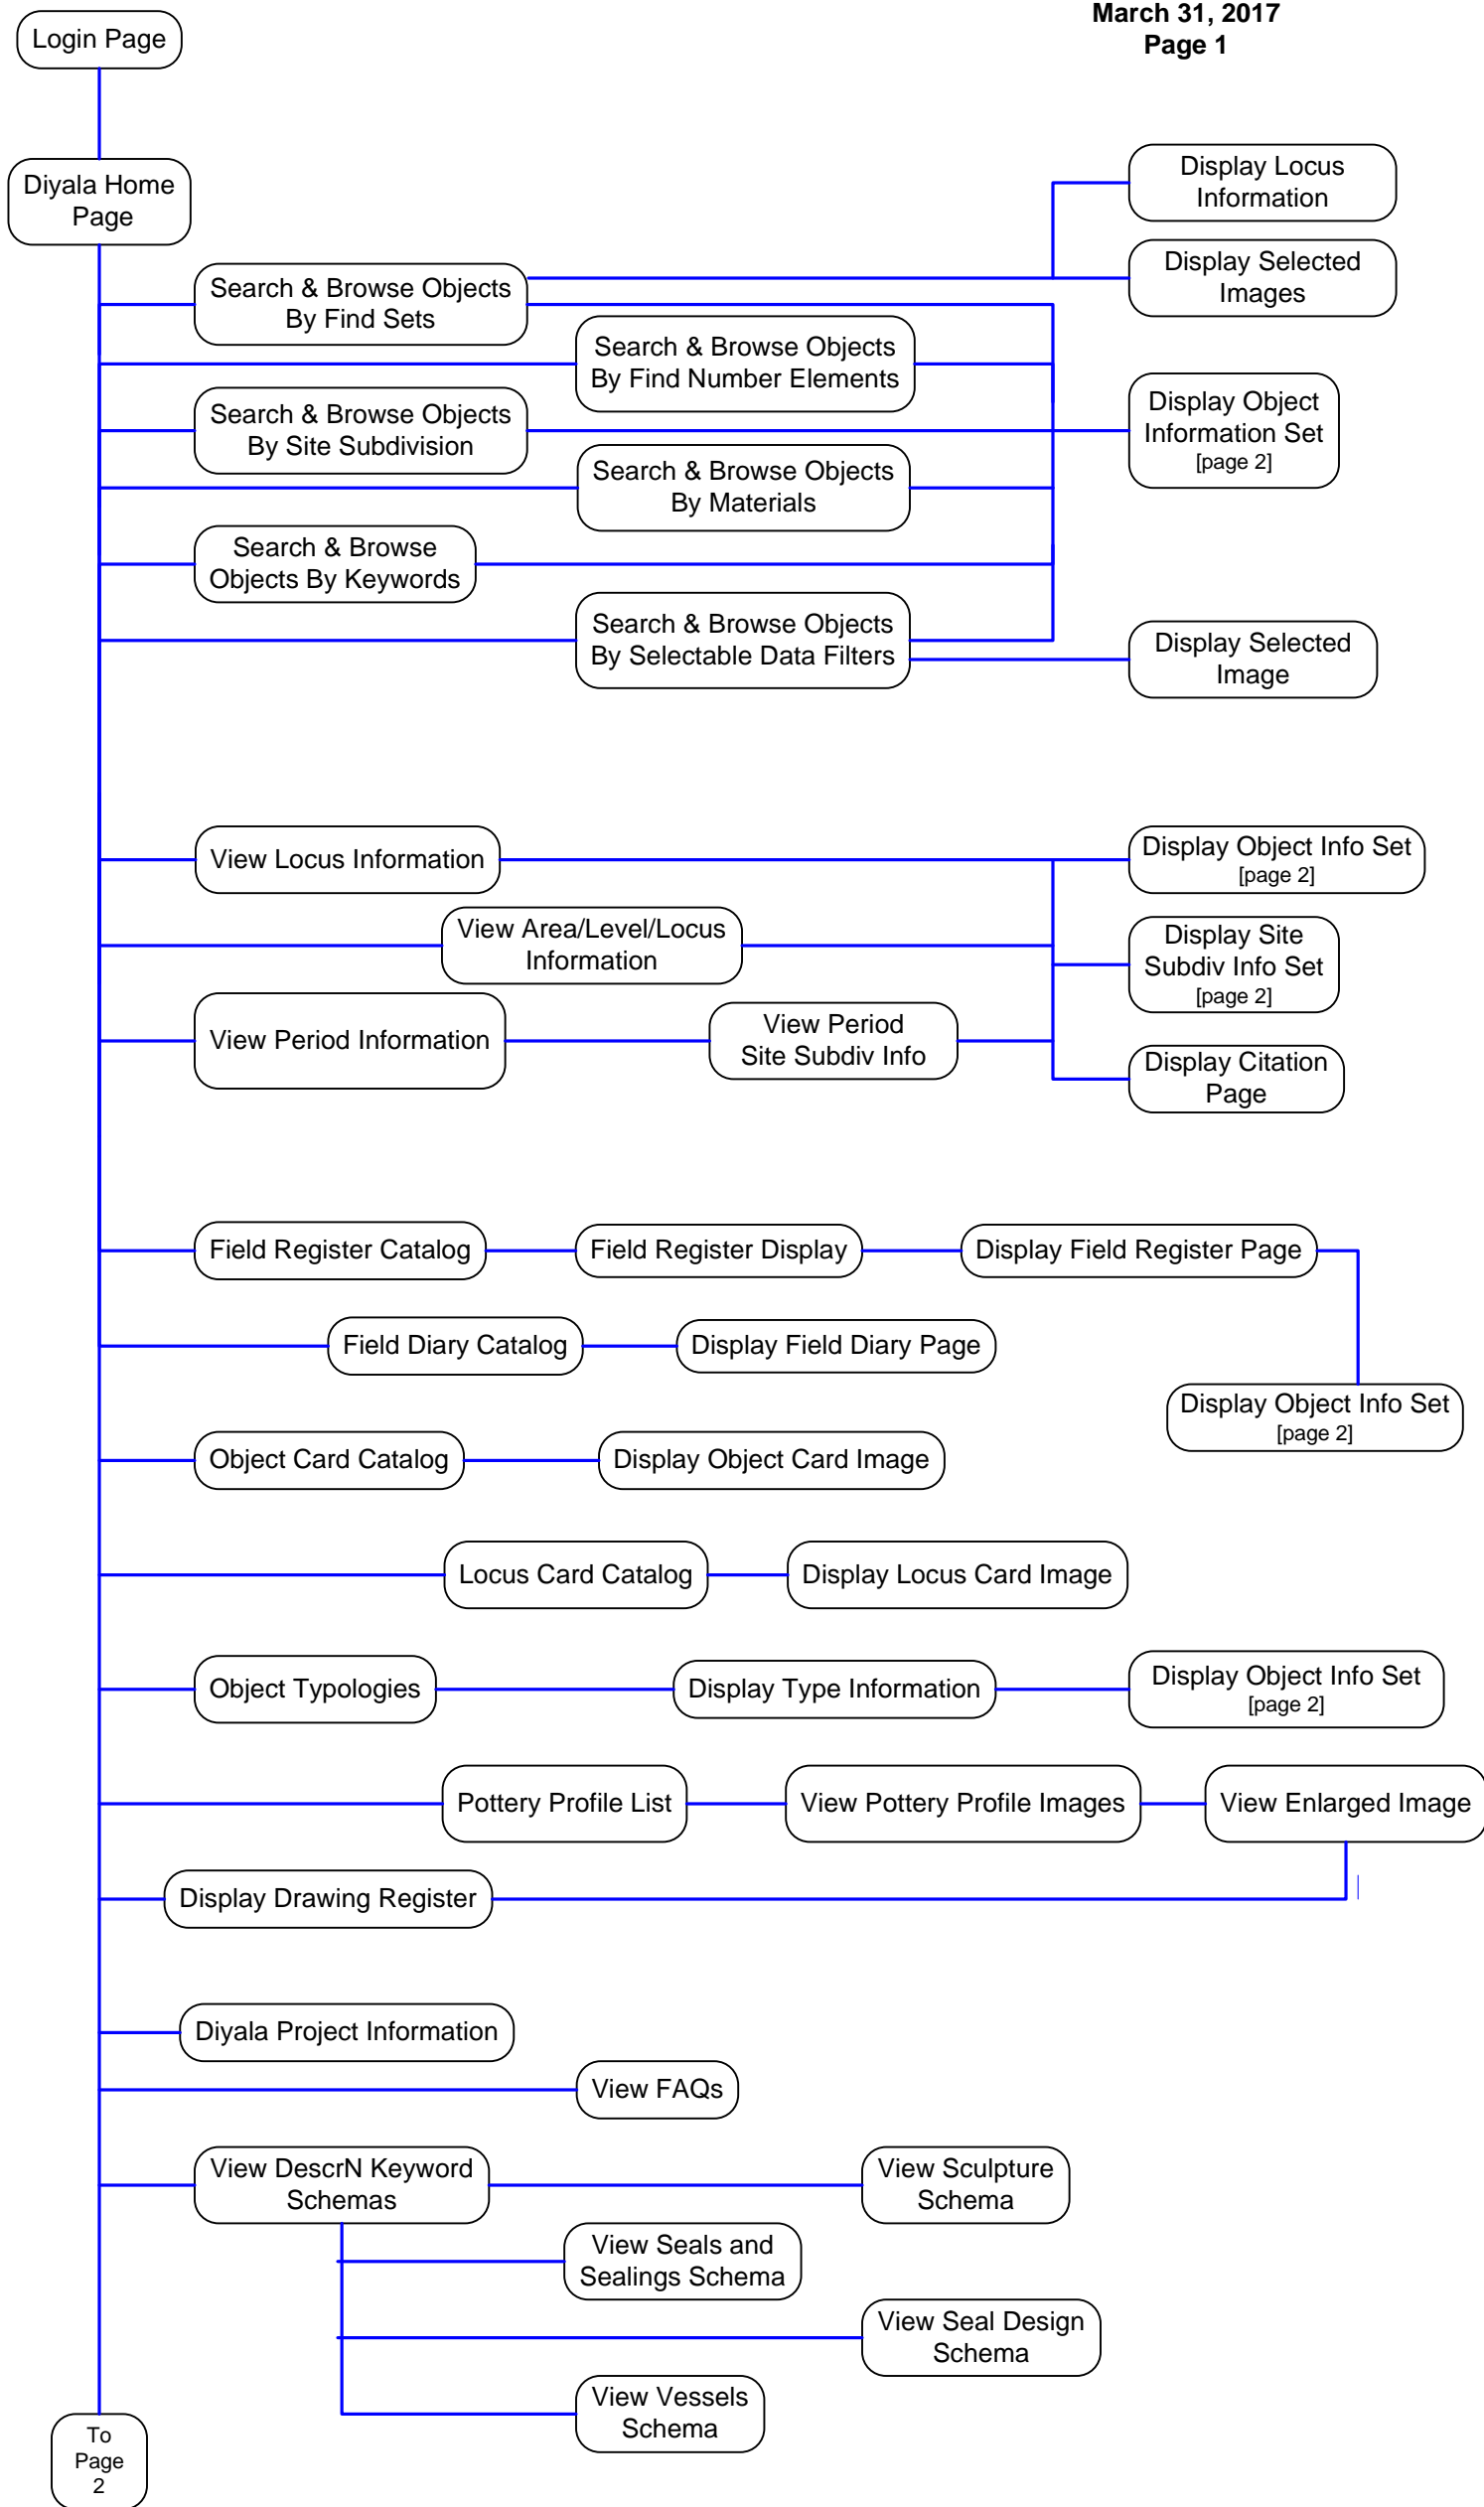 March 31, 2017
Page 1
Login Page
Diyala Home
Page
Display Locus
Information
Display Selected
Images
Search & Browse Objects
By Find Sets
Search & Browse Objects
By Find Number Elements
Search & Browse Objects
By Site Subdivision
Display Object
Information Set
[page 2]
Search & Browse Objects
By Materials
Search & Browse
Objects By Keywords
Search & Browse Objects
By Selectable Data Filters
Display Selected
Image
View Locus Information
Display Object Info Set
[page 2]
View Area/Level/Locus
Information
Display Site
Subdiv Info Set
[page 2]
View Period Information
View Period
Site Subdiv Info
Display Citation
Page
Field Register Catalog
Field Register Display
Display Field Register Page
Field Diary Catalog
Display Field Diary Page
Display Object Info Set
[page 2]
Object Card Catalog
Display Object Card Image
Locus Card Catalog
Display Locus Card Image
Object Typologies
Display Type Information
Display Object Info Set
[page 2]
Pottery Profile List
View Pottery Profile Images
View Enlarged Image
Display Drawing Register
Diyala Project Information
View FAQs
View DescrN Keyword
Schemas
View Sculpture
Schema
View Seals and
Sealings Schema
View Seal Design
Schema
View Vessels
Schema
To
Page
2